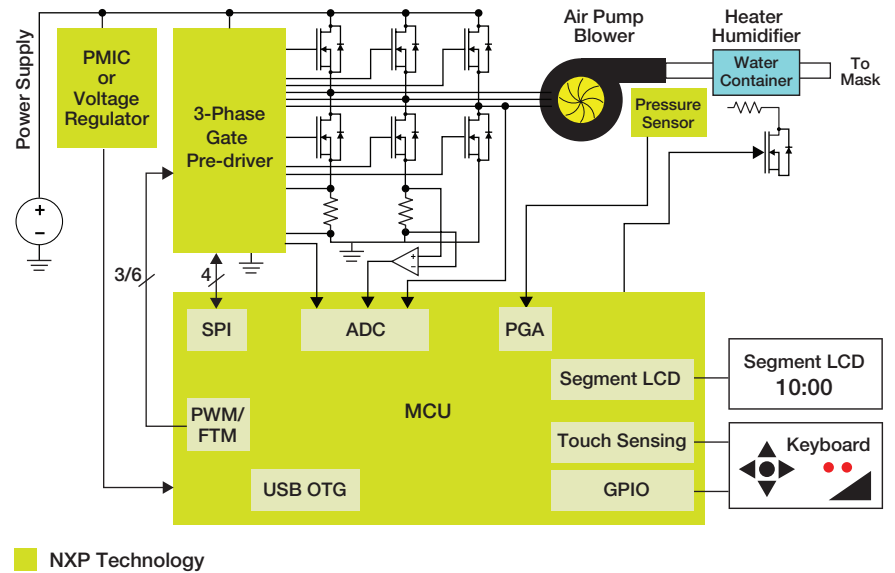 Power Supply
PMIC
or
Voltage
Regulator
3-Phase
Gate
Pre-driver
Air Pump
Blower
Heater
Humidifier
Water
Container
To
Mask
Pressure
Sensor
+
−
+
−
3/6
4
SPI
ADC
PGA
Segment LCD
Segment LCD
10:00
MCU
PWM/
FTM
Touch Sensing
Keyboard
USB OTG
GPIO
NXP Technology